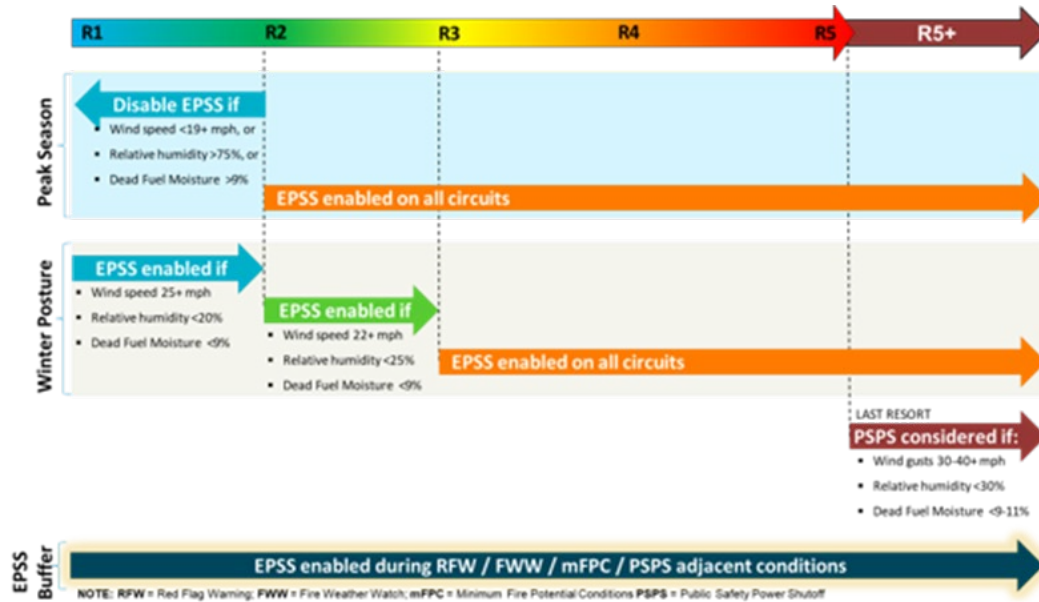 R1 R2 R3 R4 R5 R5+
Peak Season
Disable EPSS if
▪ Wind speed <19+ mph, or
▪ Relative humidity >75%, or
▪ Dead Fuel Moisture >9%
EPSS enabled on all circuits
Winter Posture
EPSS enabled if
▪ Wind speed 25+ mph
▪ Relative humidity <20%
▪ Dead Fuel Moisture <9%
EPSS enabled if
▪ Wind speed 22+ mph
▪ Relative humidity <25%
▪ Dead Fuel Moisture <9%
EPSS enabled on all circuits
LAST RESORT
PSPS considered if:
▪ Wind gusts 30-40+ mph
▪ Relative humidity <30%
▪ Dead Fuel Moisture <9-11%
EPSS
Buffer
EPSS enabled during RFW / FWW / mFPC / PSPS adjacent conditions
NOTE: RFW = Red Flag Warning; FWW = Fire Weather Watch; mFPC = Minimum Fire Potential Conditions PSPS = Public Safety Power Shutoff